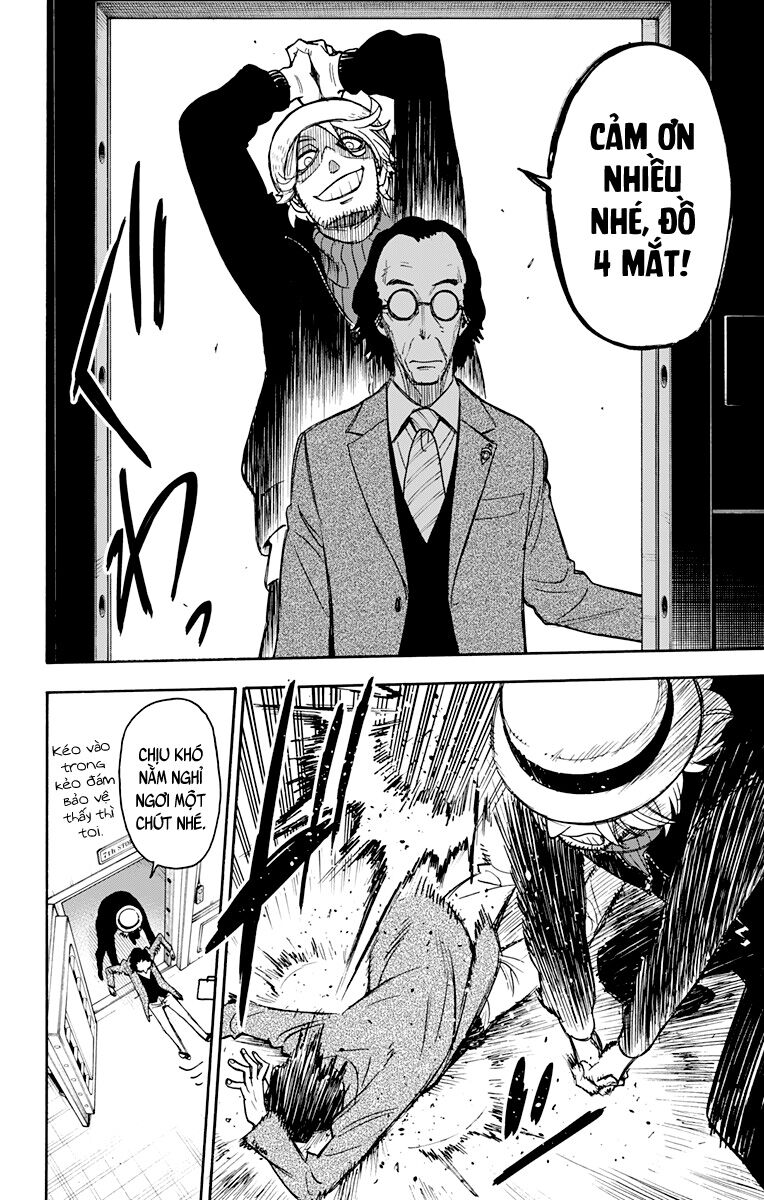 CẢM ƠN
NHIỀU
NHÉ, ĐỒ
4 MẮT!
CHỊU KHÓ
NẰM NGHỈ
NGƠI MỘT
CHÚT NHÉ.
KÉO VÀO
TRONG
KẺO ĐÁM
BẢO VỆ
THẤY THÌ
TOI.